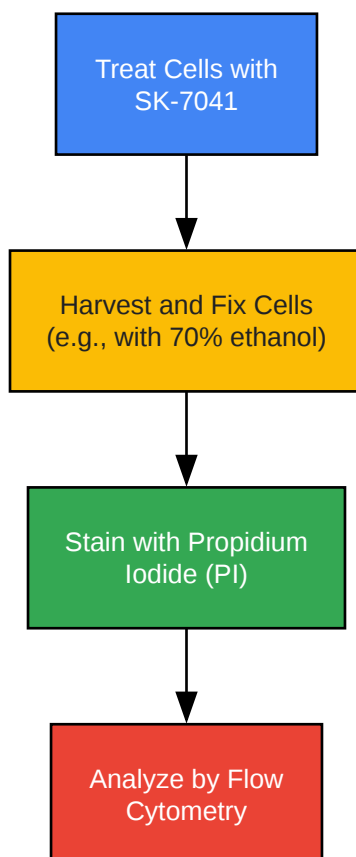 Treat Cells with
SK-7041
Harvest and Fix Cells
(e.g., with 70% ethanol)
Stain with Propidium
Iodide (PI)
Analyze by Flow
Cytometry